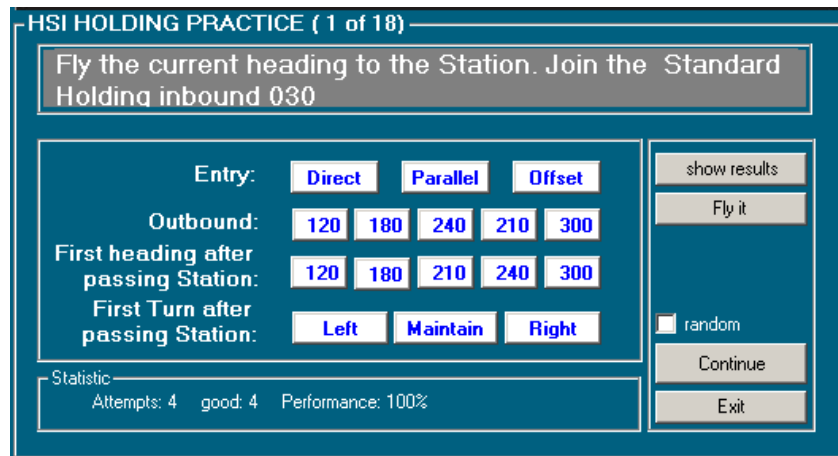 HSI HOLDING PRACTICE ( 1 of 18)
Fly the current heading to the Station. Join the Standard
Holding inbound 030
Entry: Direct Parallel Offset
Outbound: 120 180 240 210 300
First heading after
passing Station: 120 180 210 240 300
First Turn after
passing Station: Left Maintain Right
show results
Fly it
random
Continue
Exit
Statistic
Attempts: 4 good: 4 Performance: 100%